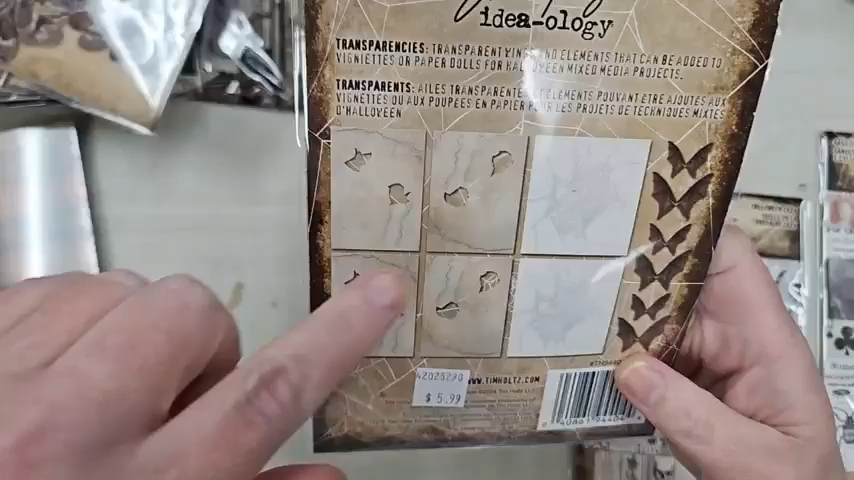 idea-ology
TRANSPARENCIES: TRANSPARENT WINGS AND ELEMENTS THAT CAN BE ADDED TO
VIGNETTES OR PAPER DOLLS FOR HALLOWEEN MIXED MEDIA PROJECTS.
TRANSPARENTS: AILES TRANSPARENTES ET ÉLÉMENTS POUVANT ÊTRE AJOUTÉS AUX
VIGNETTES OU AUX POUPÉES EN PAPIER POUR LES PROJETS DE TECHNIQUES MIXTES
D'HALLOWEEN
42026290
$ 5.99
WWW.TIMHOLTZ.COM